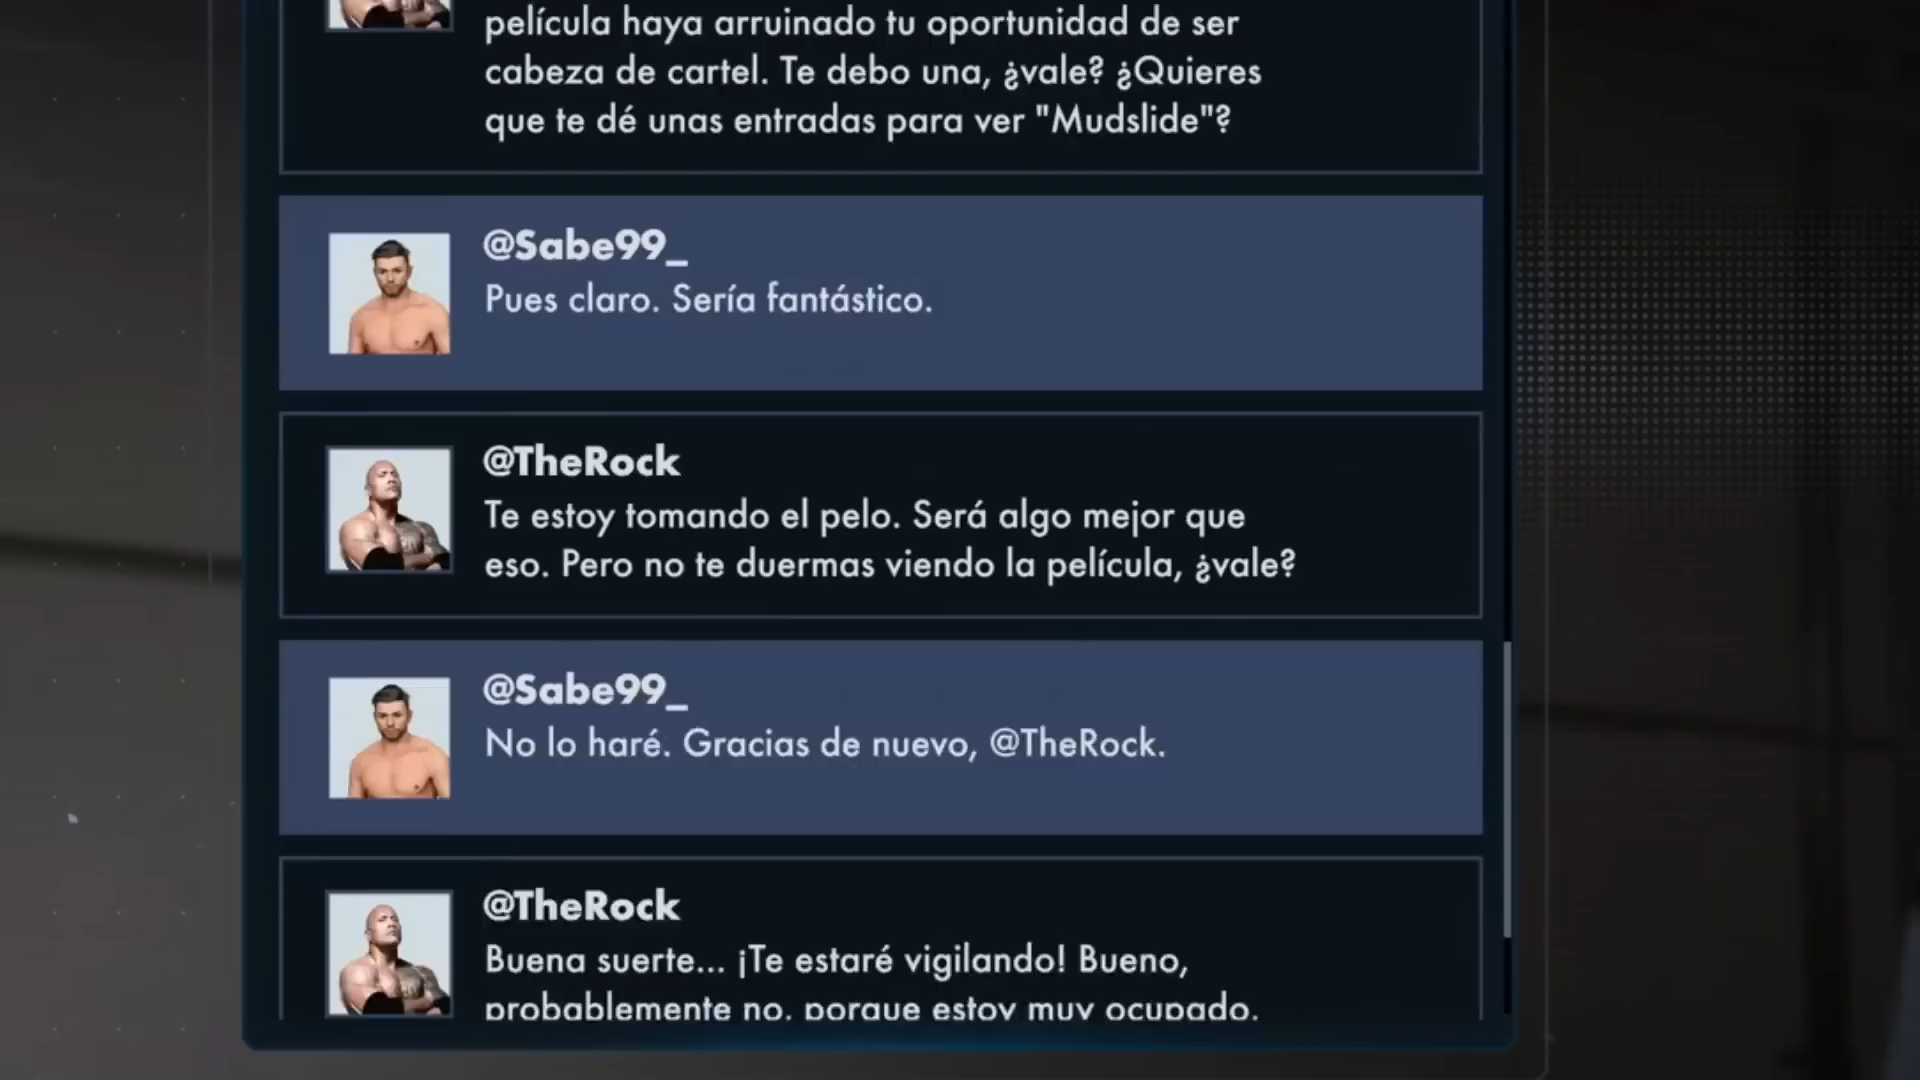 película haya arruinado tu oportunidad de ser
cabeza de cartel. Te debo una, ¿vale? ¿Quieres
que te dé unas entradas para ver "Mudslide"?
@Sabe99_
Pues claro. Sería fantástico.
@TheRock
Te estoy tomando el pelo. Será algo mejor que
eso. Pero no te duermas viendo la película, ¿vale?
@Sabe99_
No lo haré. Gracias de nuevo, @TheRock.
@TheRock
Buena suerte... ¡Te estaré vigilando! Bueno,
probablemente no, porque estoy muy ocupado.